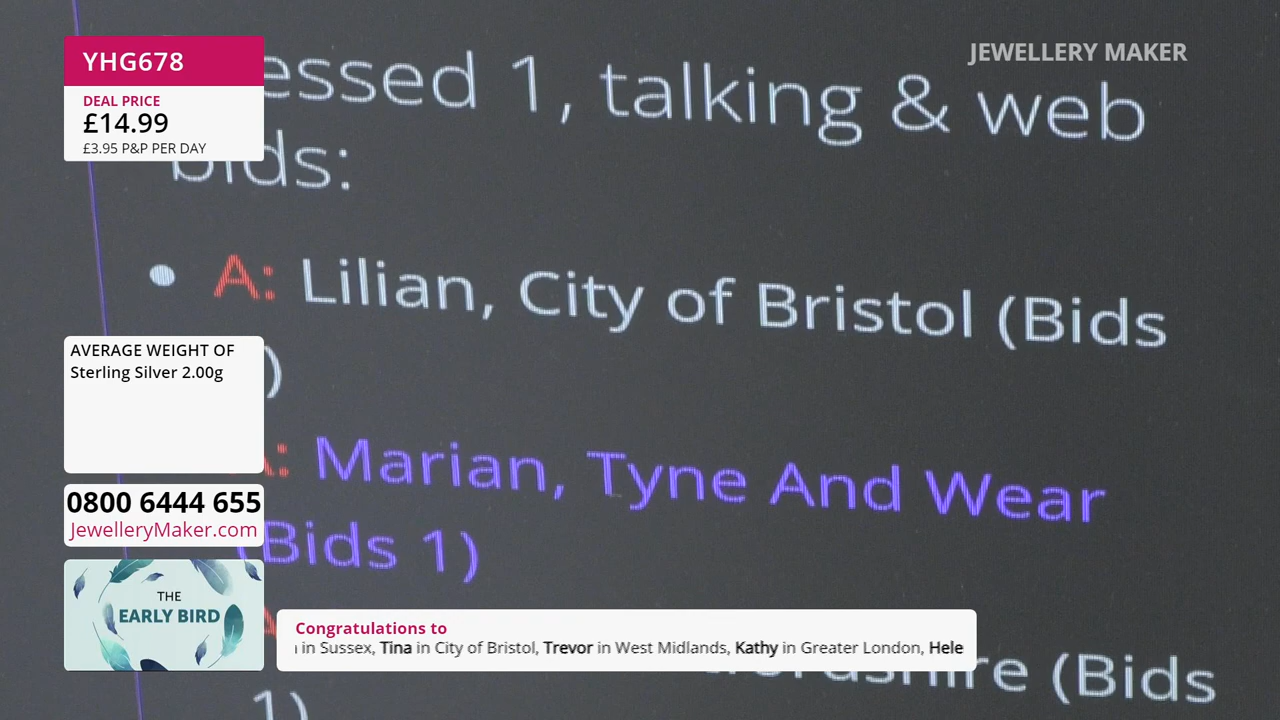 YHG678
DEAL PRICE
£14.99
£3.95 P&P PER DAY
JEWELLERY MAKER
essed 1, talking & web
bids:
• A: Lilian, City of Bristol (Bids
)
AVERAGE WEIGHT OF
Sterling Silver 2.00g
: Marian, Tyne And Wear
(Bids 1)
0800 6444 655
JewelleryMaker.com
THE
EARLY BIRD
Congratulations to
in Sussex, Tina in City of Bristol, Trevor in West Midlands, Kathy in Greater London, Hele
(Bids
1)